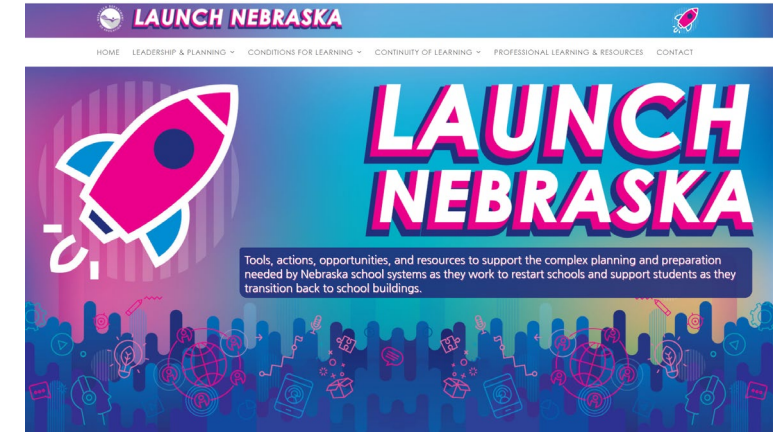 LAUNCH NEBRASKA
HOME LEADERSHIP & PLANNING CONDITIONS FOR LEARNING CONTINUITY OF LEARNING PROFESSIONAL LEARNING & RESOURCES CONTACT
LAUNCH
NEBRASKA
Tools, actions, opportunities, and resources to support the complex planning and preparation
needed by Nebraska school systems as they work to restart schools and support students as they
transition back to school buildings.